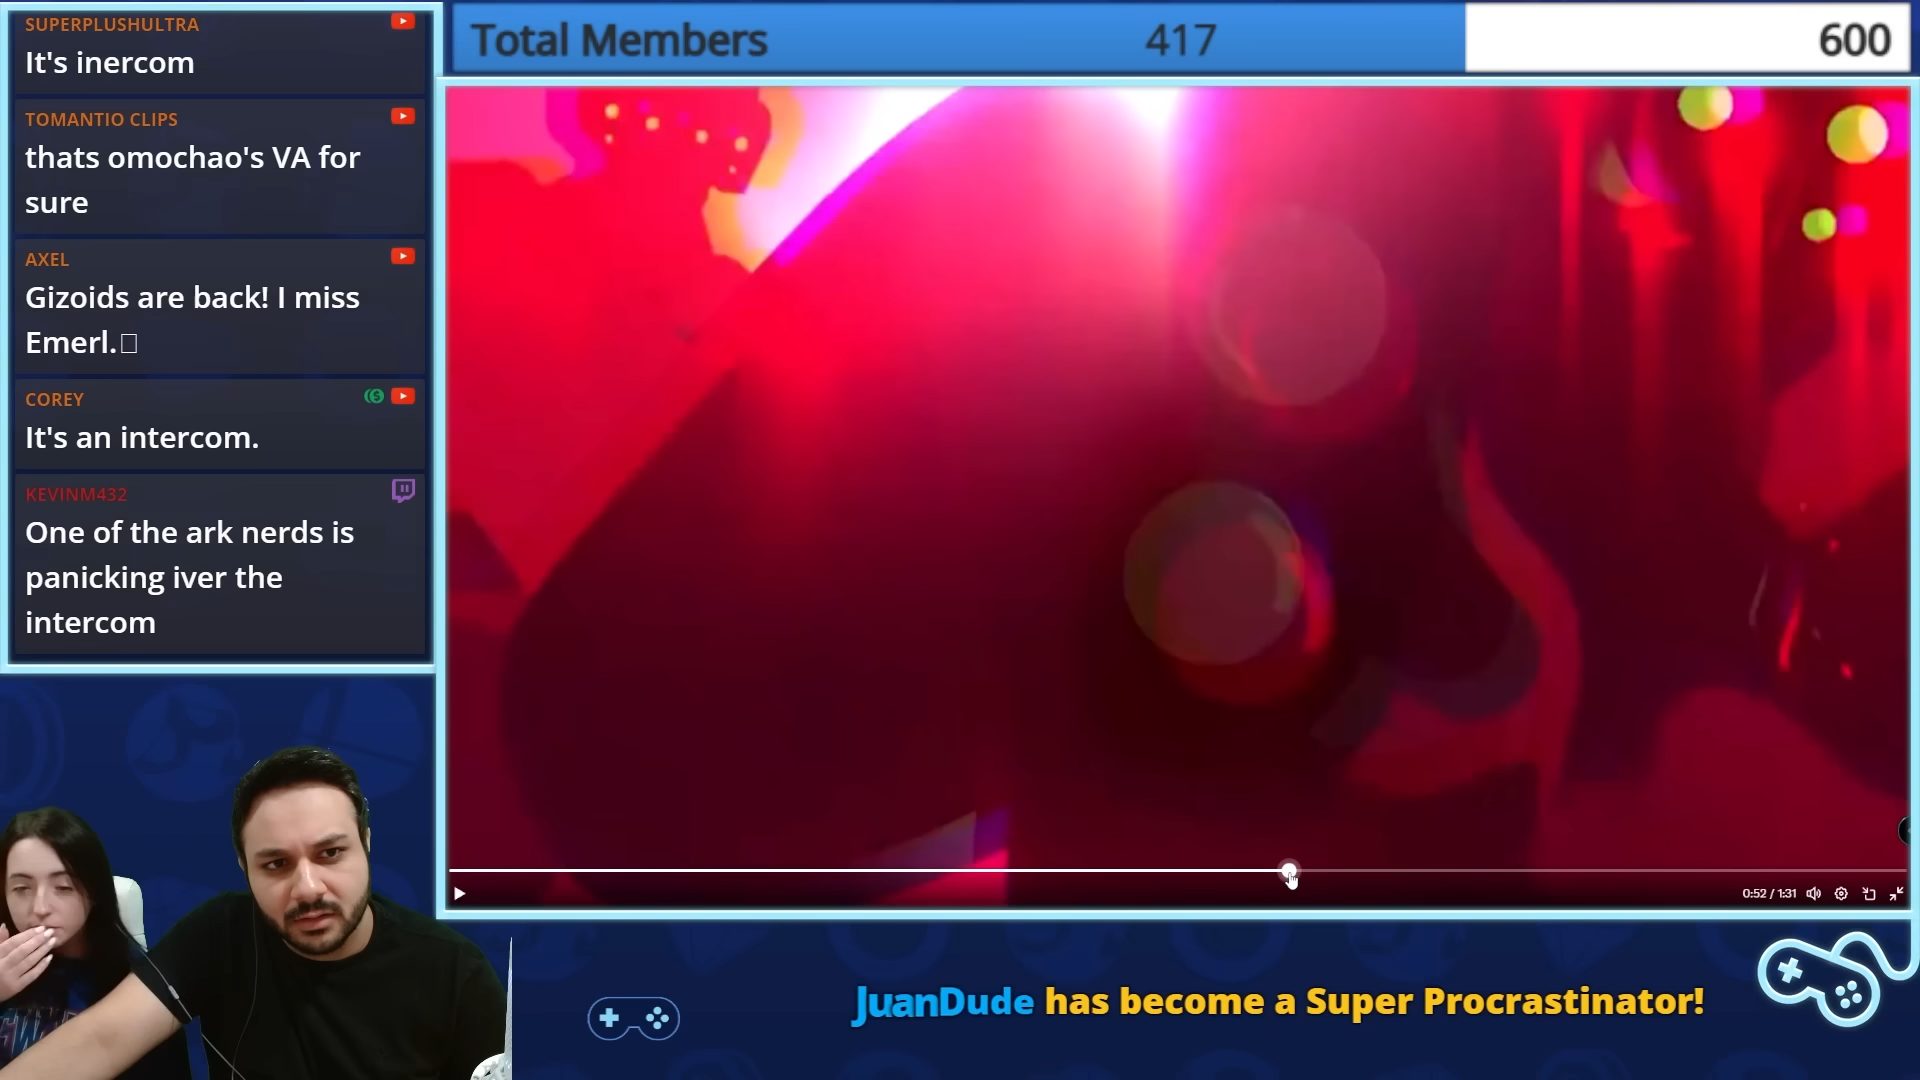 SUPERPLUSHULTRA
It's inercom
TOMANTIO CLIPS
thats omochao's VA for
sure
AXEL
Gizoids are back! I miss
Emerl.
COREY
It's an intercom.
KEVINM432
One of the ark nerds is
panicking iver the
intercom
Total Members 417 600
0:52 / 1:31
JuanDude has become a Super Procrastinator!